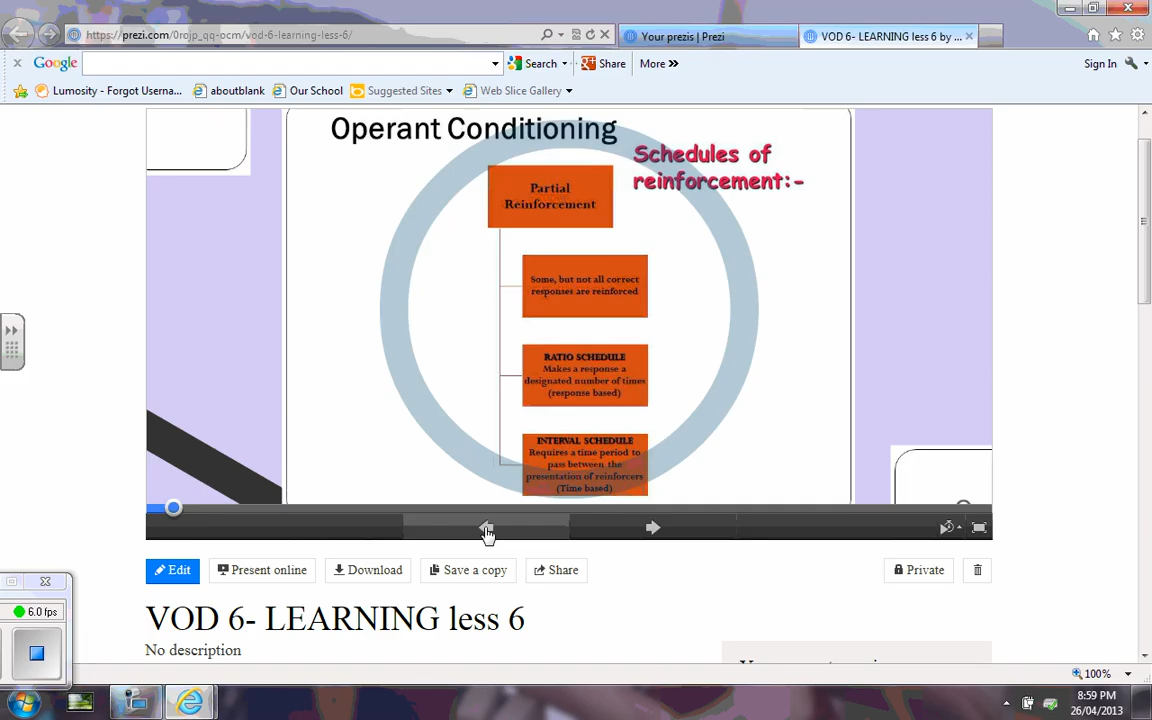 https://prezi.com/0rojp_qq-ocm/vod-6-learning-less-6/
Your prezis | Prezi
VOD 6- LEARNING less 6 by ...
Google
Search
Share
More »
Sign In
Lumosity - Forgot Userna...
aboutblank
Our School
Suggested Sites
Web Slice Gallery
Operant Conditioning
Schedules of
reinforcement:-
Partial
Reinforcement
Some, but not all correct
responses are reinforced
RATIO SCHEDULE
Makes a response a
designated number of times
(response based)
INTERVAL SCHEDULE
Requires a time period to
pass between the
presentation of reinforcers
(Time based)
Edit
Present online
Download
Save a copy
Share
Private
6.0 fps
VOD 6- LEARNING less 6
No description
100%
8:59 PM
26/04/2013